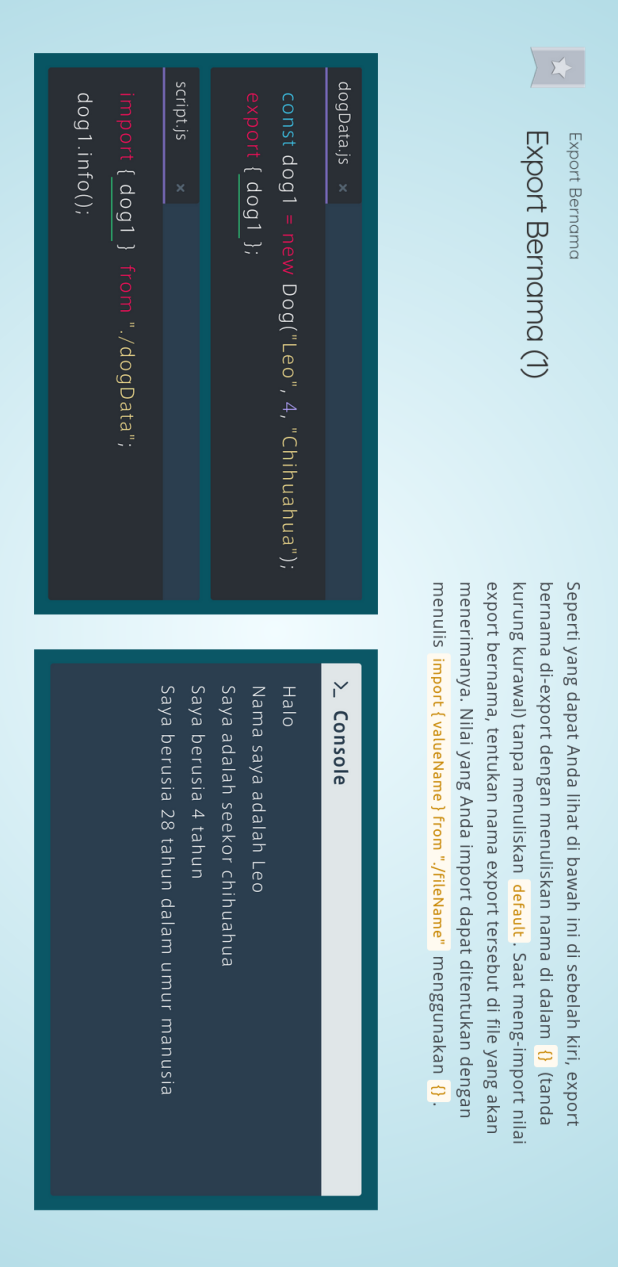 Export Bernama
Export Bernama (1)
Seperti yang dapat Anda lihat di bawah ini di sebelah kiri, export
bernama di-export dengan menuliskan nama di dalam {} (tanda
kurung kurawal) tanpa menuliskan default. Saat meng-import nilai
export bernama, tentukan nama export tersebut di file yang akan
menerimanya. Nilai yang Anda import dapat ditentukan dengan
menulis import { valueName } from "./fileName" menggunakan {}.
dogData.js ×
const dog1 = new Dog("Leo", 4, "Chihuahua");
export { dog1 };
script.js ×
import { dog1 } from "./dogData";
dog1.info();
>_ Console
Halo
Nama saya adalah Leo
Saya adalah seekor chihuahua
Saya berusia 4 tahun
Saya berusia 28 tahun dalam umur manusia